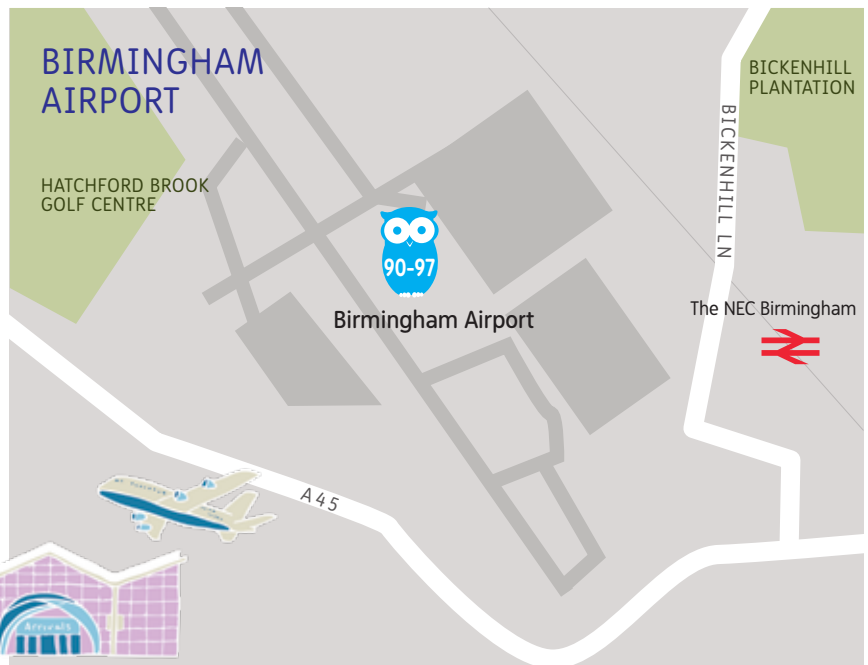 BIRMINGHAM
AIRPORT
BICKENHILL
PLANTATION
HATCHFORD BROOK
GOLF CENTRE
BICKENHILL LN
90-97
Birmingham Airport
The NEC Birmingham
A45
Arrivals